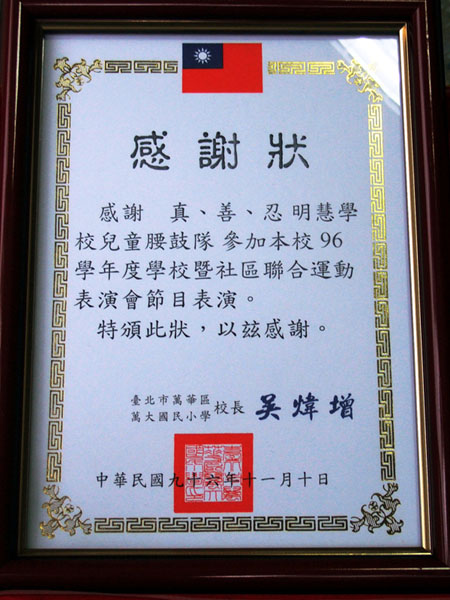 感謝狀
感謝　真、善、忍 明慧學
校兒童腰鼓隊 參加本校 96
學年度學校暨社區聯合運動
表演會節目表演。
特頒此狀，以玆感謝。
臺北市萬華區
萬大國民小學 校長 吳煒增
中華民國九十六年十一月十日